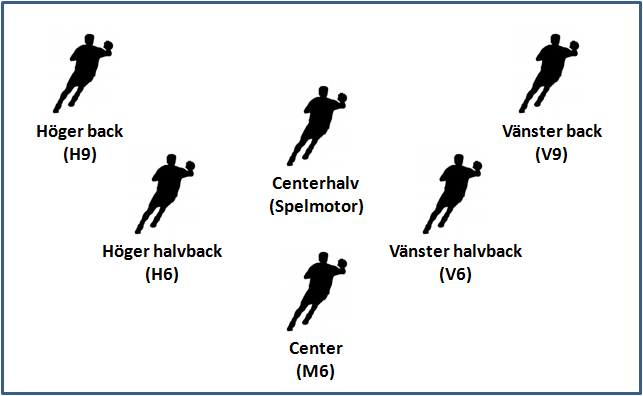 Höger back
(H9)
Vänster back
(V9)
Centerhalv
(Spelmotor)
Höger halvback
(H6)
Vänster halvback
(V6)
Center
(M6)